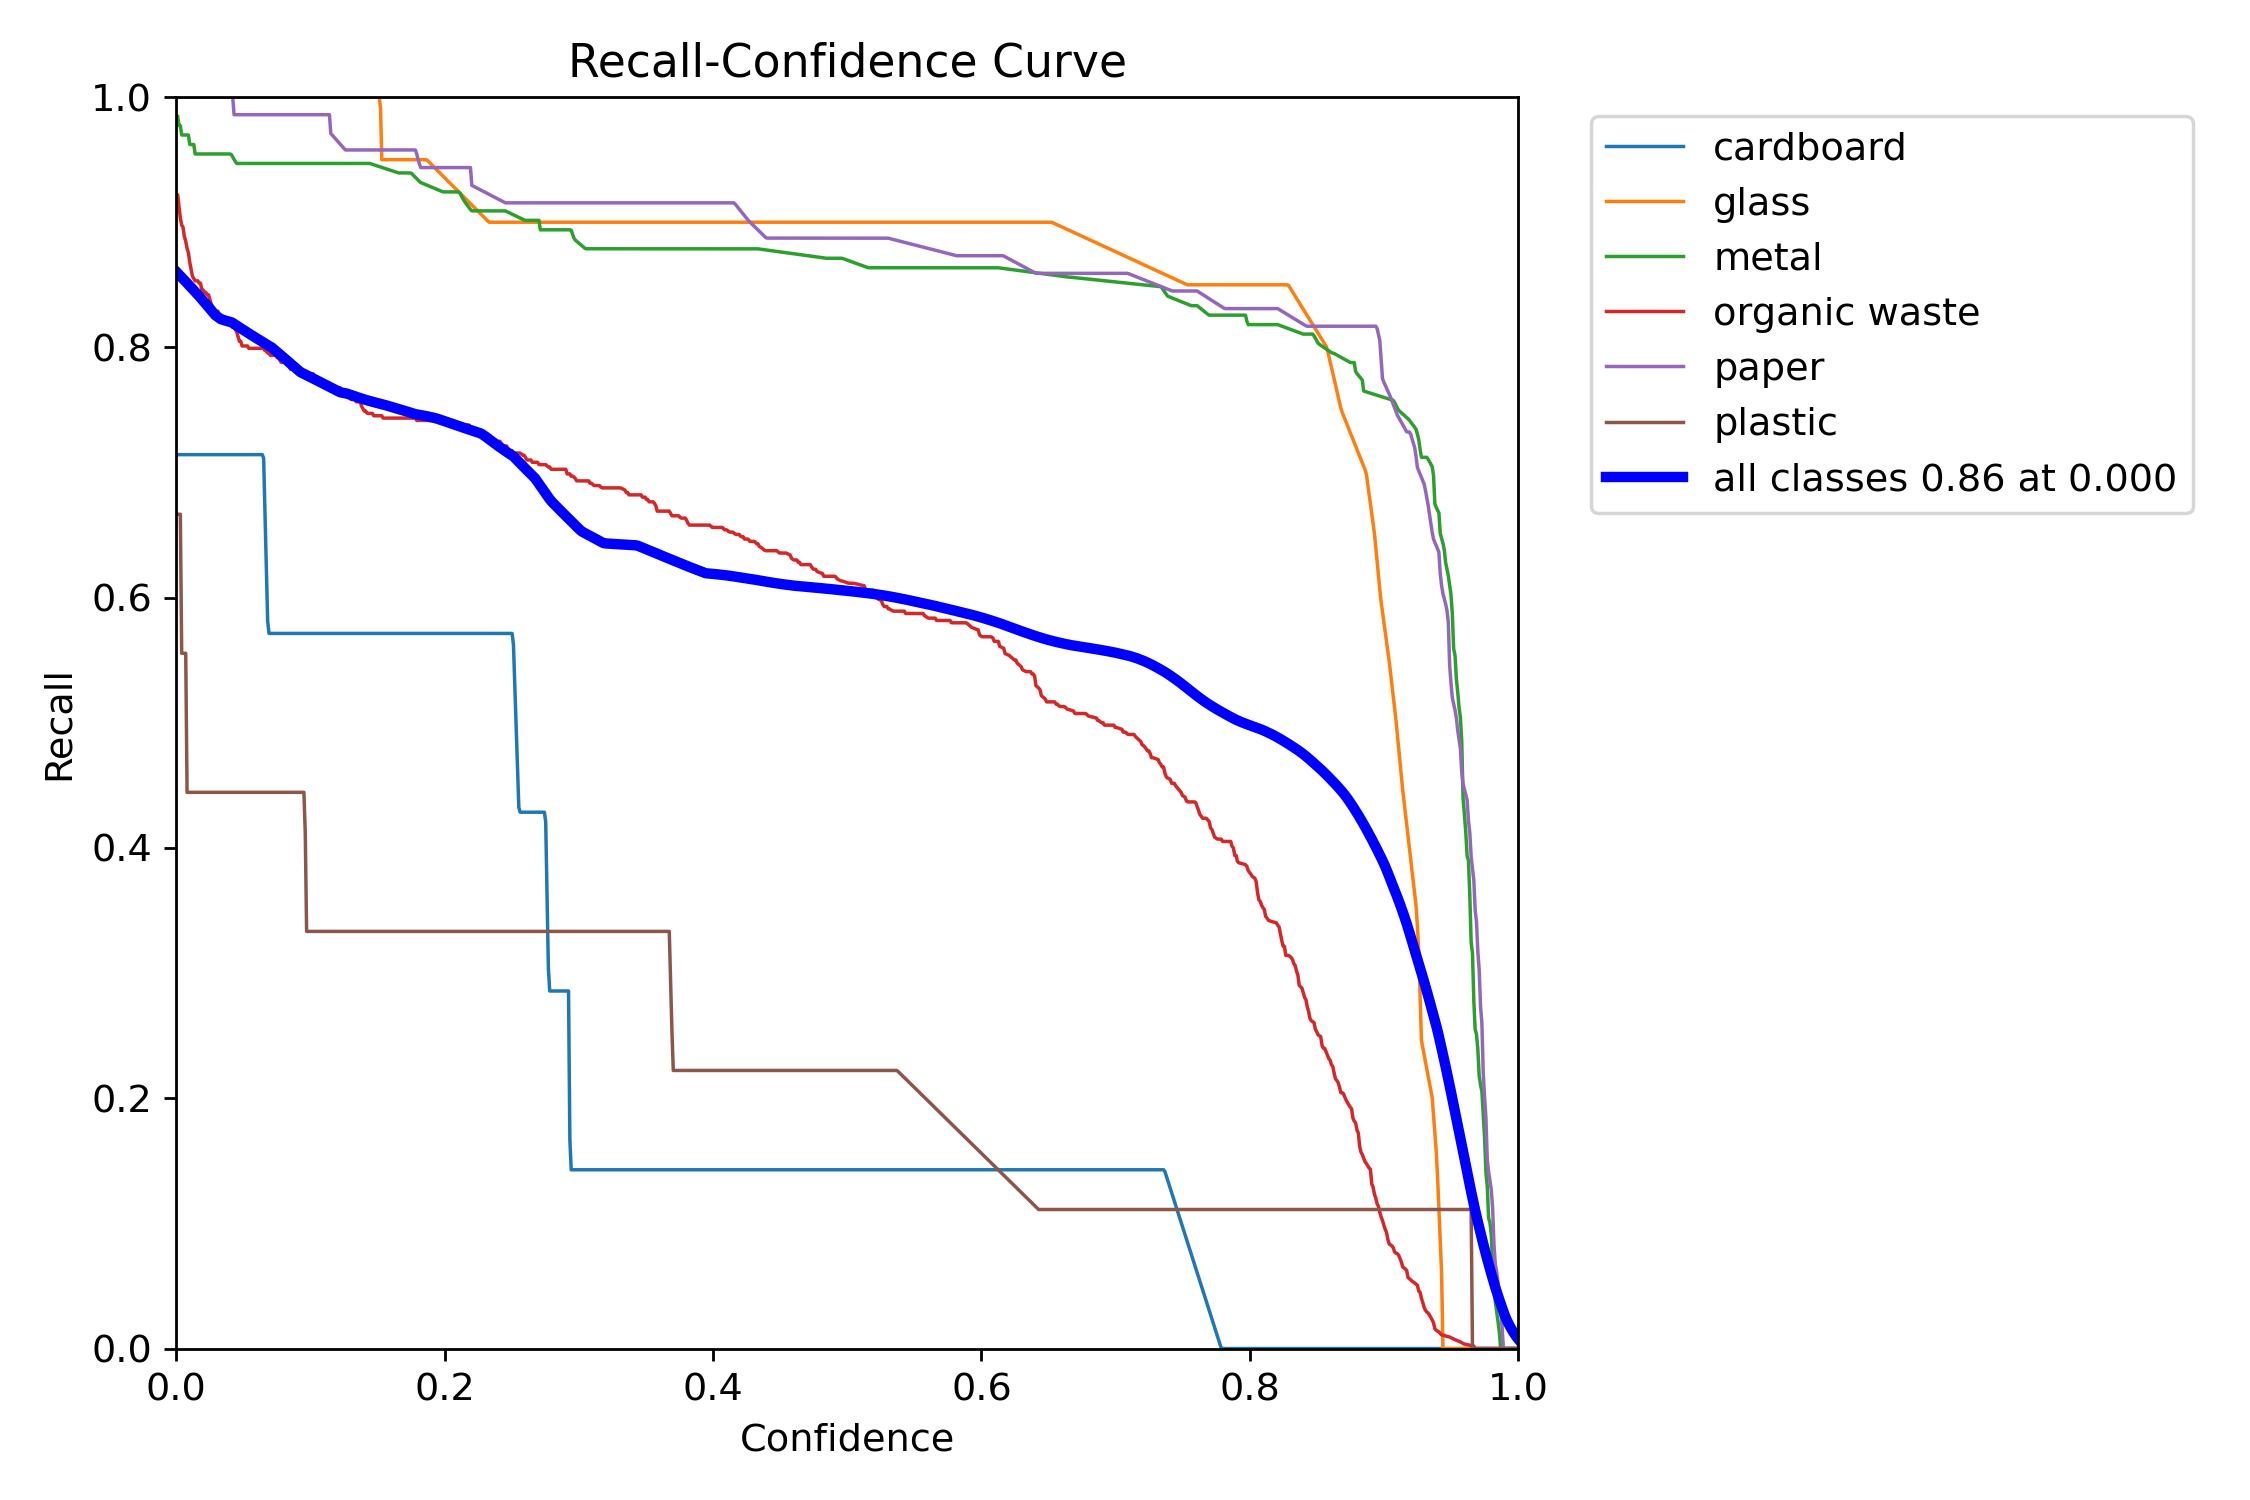 Recall-Confidence Curve
1.0
0.8
0.6
0.4
0.2
0.0
Recall
0.0 0.2 0.4 0.6 0.8 1.0
Confidence
cardboard
glass
metal
organic waste
paper
plastic
all classes 0.86 at 0.000